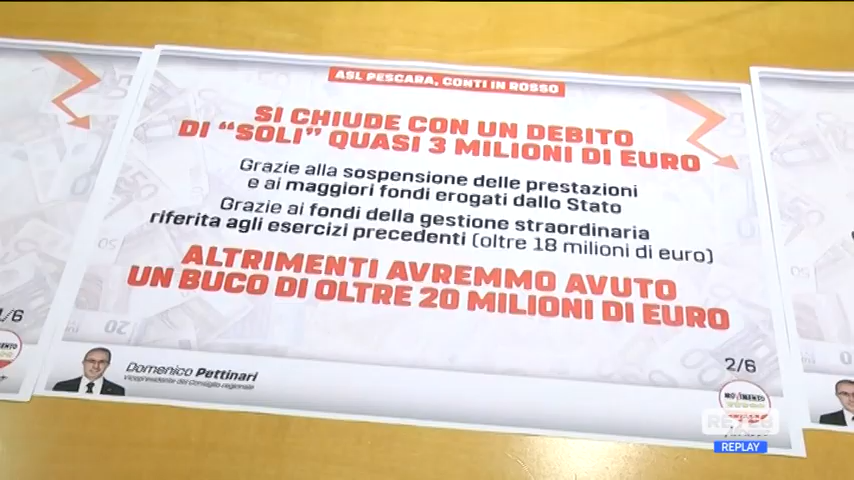 ASL PESCARA, CONTI IN ROSSO
SI CHIUDE CON UN DEBITO
DI “SOLI” QUASI 3 MILIONI DI EURO
Grazie alla sospensione delle prestazioni
e ai maggiori fondi erogati dallo Stato
Grazie ai fondi della gestione straordinaria
riferita agli esercizi precedenti (oltre 18 milioni di euro)
ALTRIMENTI AVREMMO AVUTO
UN BUCO DI OLTRE 20 MILIONI DI EURO
Domenico Pettinari
Vicepresidente del Consiglio regionale
2/6
MOVIMENTO
1/6
RETE8
REPLAY